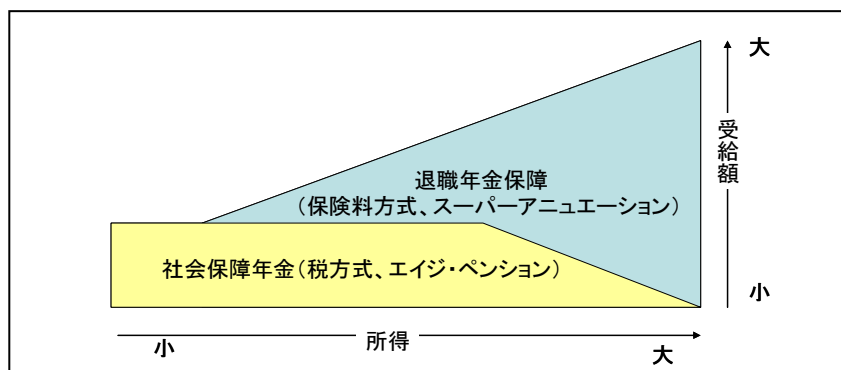 大
受給額
退職年金保障
(保険料方式、スーパーアニュエーション)
社会保障年金(税方式、エイジ・ペンション)
小
小
所得
大